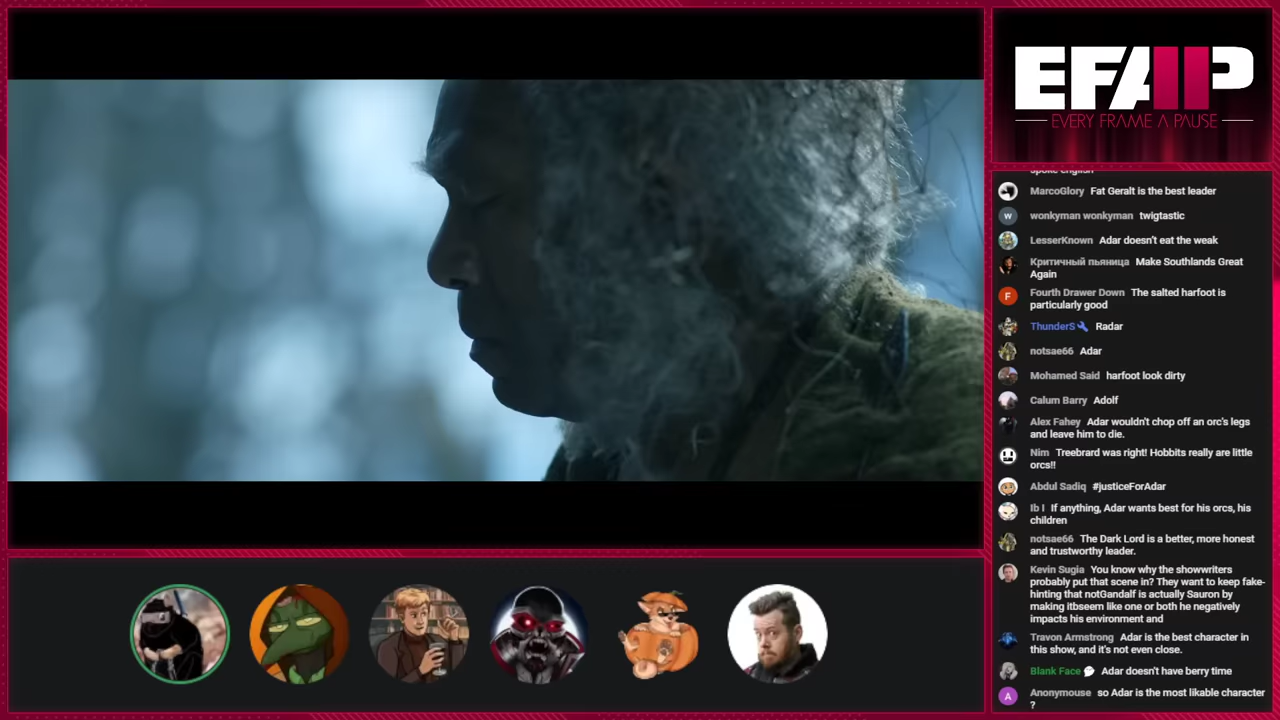 EFAP
EVERY FRAME A PAUSE
spoke english
MarcoGlory Fat Geralt is the best leader
w wonkyman wonkyman twigtastic
LesserKnown Adar doesn't eat the weak
Критичный пьяница Make Southlands Great
Again
F Fourth Drawer Down The salted harfoot is
particularly good
ThunderS Radar
notsae66 Adar
Mohamed Said harfoot look dirty
Calum Barry Adolf
Alex Fahey Adar wouldn't chop off an orc's legs
and leave him to die.
Nim Treebrard was right! Hobbits really are little
orcs!!
Abdul Sadiq #justiceForAdar
Ib I If anything, Adar wants best for his orcs, his
children
notsae66 The Dark Lord is a better, more honest
and trustworthy leader.
Kevin Sugia You know why the showwriters
probably put that scene in? They want to keep fake-
hinting that notGandalf is actually Sauron by
making itbseem like one or both he negatively
impacts his environment and
Travon Armstrong Adar is the best character in
this show, and it's not even close.
Blank Face Adar doesn't have berry time
A Anonymouse so Adar is the most likable character
?